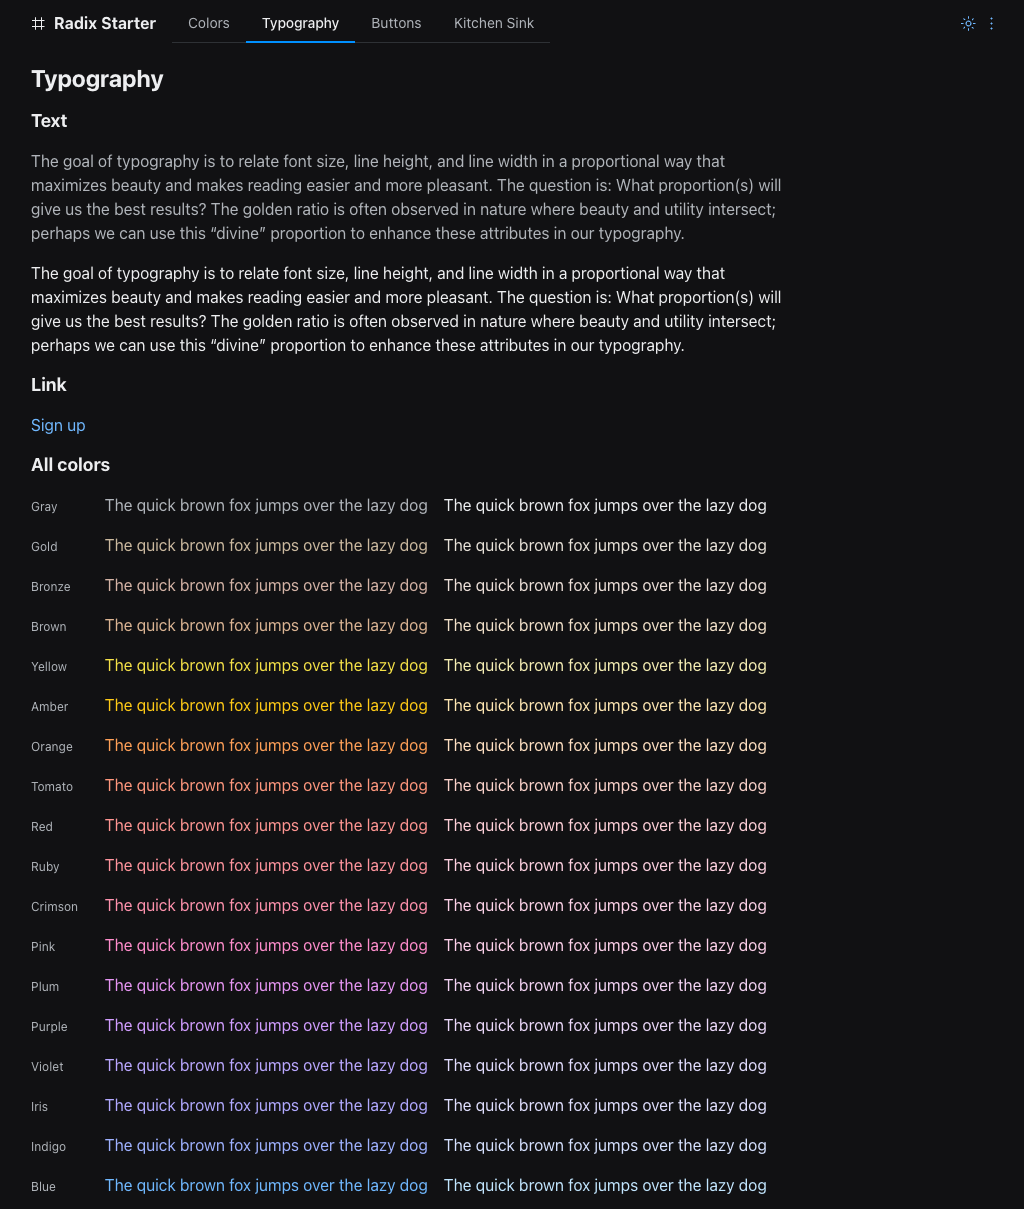 Radix Starter Colors Typography Buttons Kitchen Sink
Typography
Text
The goal of typography is to relate font size, line height, and line width in a proportional way that
maximizes beauty and makes reading easier and more pleasant. The question is: What proportion(s) will
give us the best results? The golden ratio is often observed in nature where beauty and utility intersect;
perhaps we can use this “divine” proportion to enhance these attributes in our typography.
The goal of typography is to relate font size, line height, and line width in a proportional way that
maximizes beauty and makes reading easier and more pleasant. The question is: What proportion(s) will
give us the best results? The golden ratio is often observed in nature where beauty and utility intersect;
perhaps we can use this “divine” proportion to enhance these attributes in our typography.
Link
Sign up
All colors
Gray The quick brown fox jumps over the lazy dog The quick brown fox jumps over the lazy dog
Gold The quick brown fox jumps over the lazy dog The quick brown fox jumps over the lazy dog
Bronze The quick brown fox jumps over the lazy dog The quick brown fox jumps over the lazy dog
Brown The quick brown fox jumps over the lazy dog The quick brown fox jumps over the lazy dog
Yellow The quick brown fox jumps over the lazy dog The quick brown fox jumps over the lazy dog
Amber The quick brown fox jumps over the lazy dog The quick brown fox jumps over the lazy dog
Orange The quick brown fox jumps over the lazy dog The quick brown fox jumps over the lazy dog
Tomato The quick brown fox jumps over the lazy dog The quick brown fox jumps over the lazy dog
Red The quick brown fox jumps over the lazy dog The quick brown fox jumps over the lazy dog
Ruby The quick brown fox jumps over the lazy dog The quick brown fox jumps over the lazy dog
Crimson The quick brown fox jumps over the lazy dog The quick brown fox jumps over the lazy dog
Pink The quick brown fox jumps over the lazy dog The quick brown fox jumps over the lazy dog
Plum The quick brown fox jumps over the lazy dog The quick brown fox jumps over the lazy dog
Purple The quick brown fox jumps over the lazy dog The quick brown fox jumps over the lazy dog
Violet The quick brown fox jumps over the lazy dog The quick brown fox jumps over the lazy dog
Iris The quick brown fox jumps over the lazy dog The quick brown fox jumps over the lazy dog
Indigo The quick brown fox jumps over the lazy dog The quick brown fox jumps over the lazy dog
Blue The quick brown fox jumps over the lazy dog The quick brown fox jumps over the lazy dog